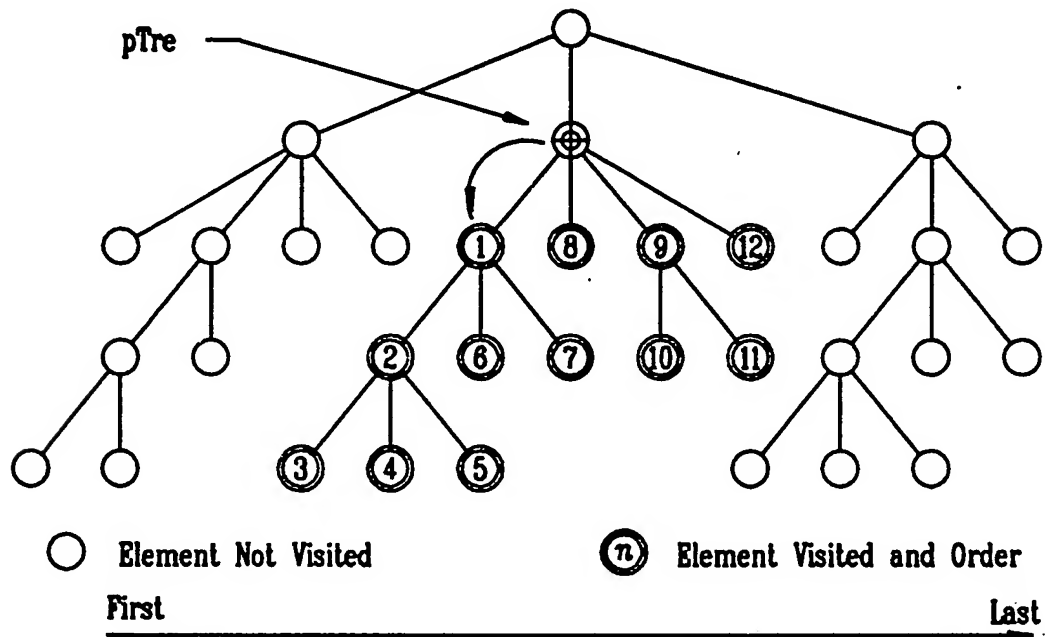 pTre
1 8 9 12
2 6 7 10 11
3 4 5
Element Not Visited
n Element Visited and Order
First Last